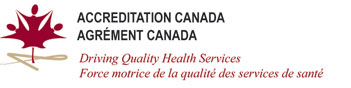 ACCREDITATION CANADA
AGRÉMENT CANADA
Driving Quality Health Services
Force motrice de la qualité des services de santé